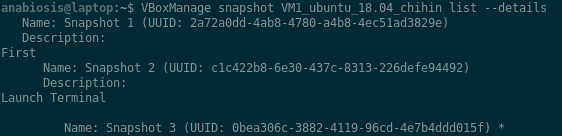 anabiosis@laptop:~$ VBoxManage snapshot VM1_ubuntu_18.04_chihin list --details
Name: Snapshot 1 (UUID: 2a72a0dd-4ab8-4780-a4b8-4ec51ad3829e)
Description:
First
Name: Snapshot 2 (UUID: c1c422b8-6e30-437c-8313-226defe94492)
Description:
Launch Terminal
Name: Snapshot 3 (UUID: 0bea306c-3882-4119-96cd-4e7b4ddd015f) *